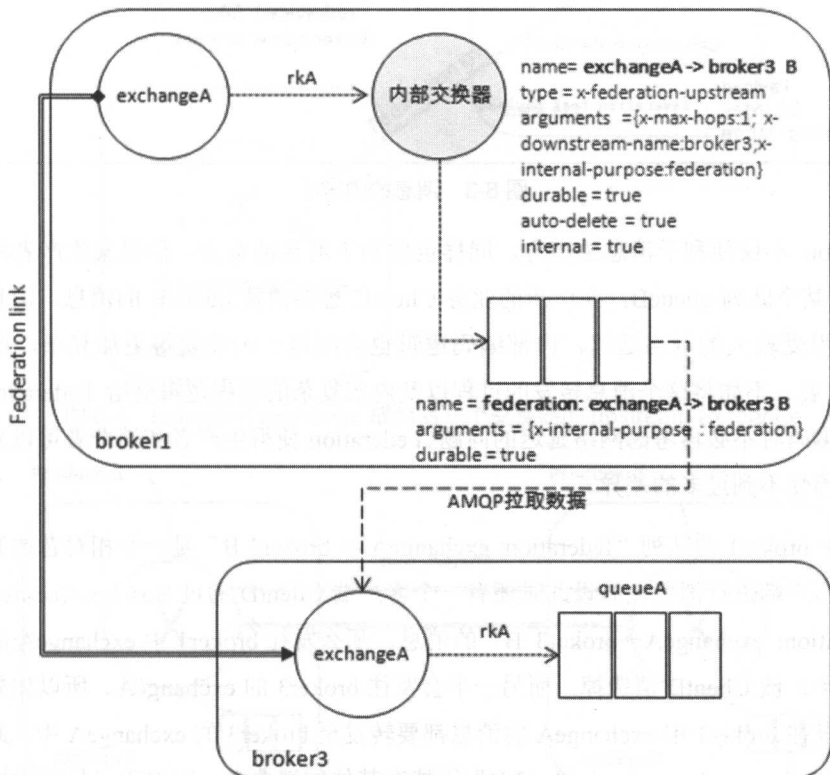 exchangeA
rkA
内部交换器
name= exchangeA -> broker3 B
type = x-federation-upstream
arguments ={x-max-hops:1; x-
downstream-name:broker3;x-
internal-purpose:federation}
durable = true
auto-delete = true
internal = true
Federation link
name = federation: exchangeA -> broker3 B
arguments = {x-internal-purpose : federation}
durable = true
broker1
AMQP拉取数据
exchangeA
rkA
queueA
broker3